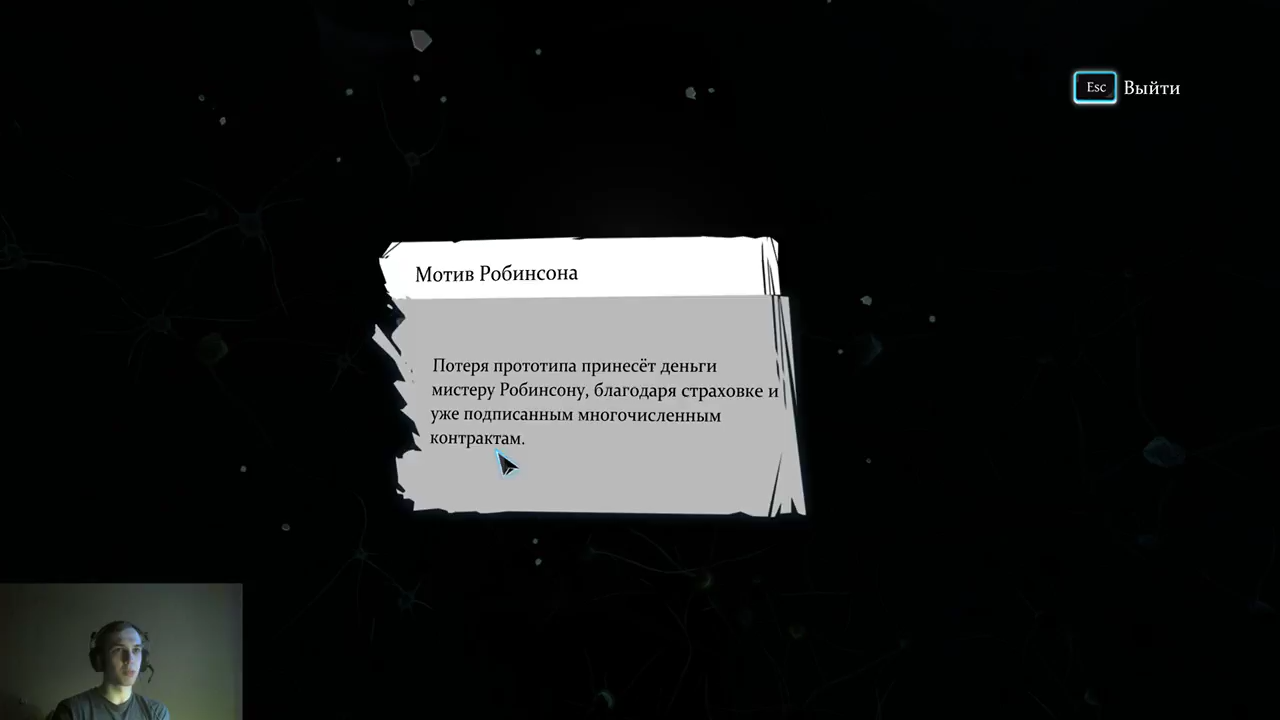 Esc Выйти
Мотив Робинсона
Потеря прототипа принесёт деньги
мистеру Робинсону, благодаря страховке и
уже подписанным многочисленным
контрактам.